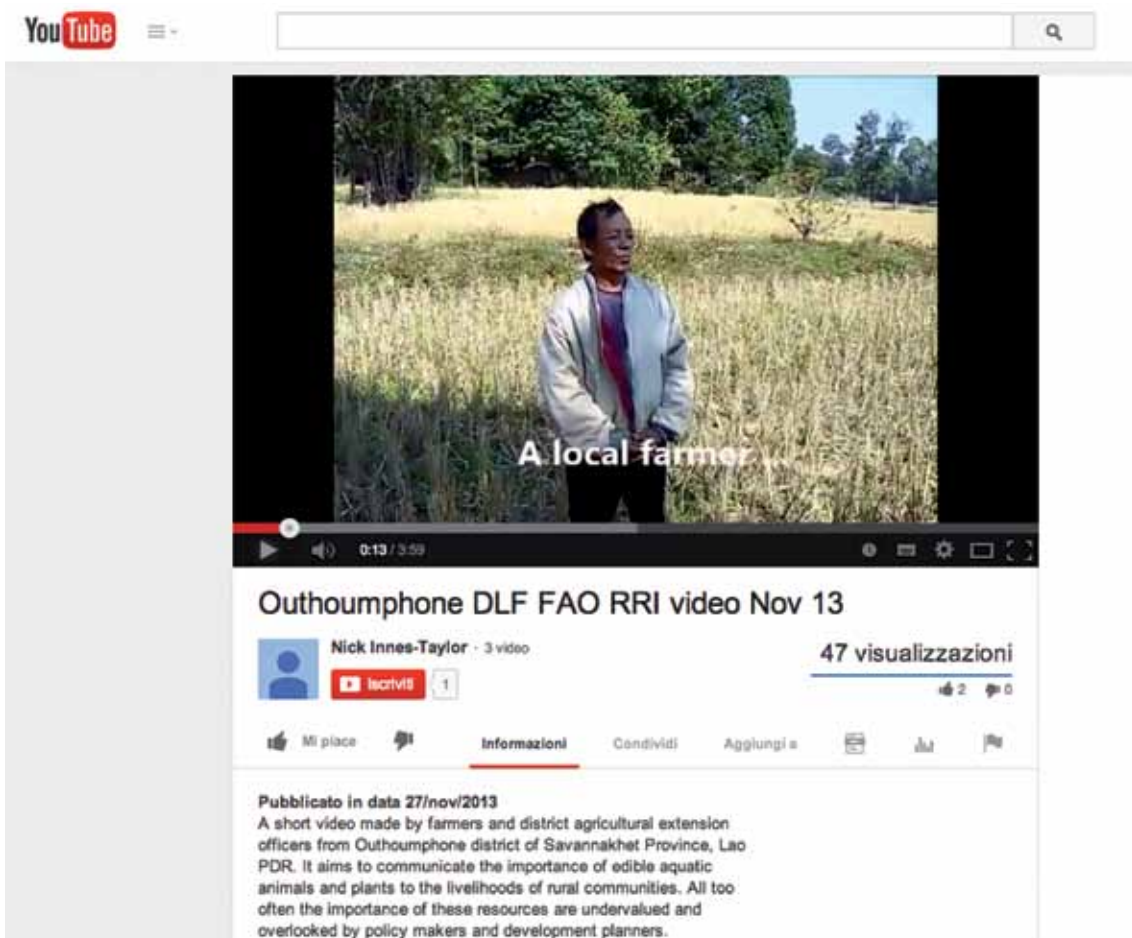 YouTube
A local farmer ...
0:13 / 3:59
Outhoumphone DLF FAO RRI video Nov 13
Nick Innes-Taylor · 3 video
Iscriviti 1
47 visualizzazioni
2 0
Mi piace Informazioni Condividi Aggiungi a
Pubblicato in data 27/nov/2013
A short video made by farmers and district agricultural extension
officers from Outhoumphone district of Savannakhet Province, Lao
PDR. It aims to communicate the importance of edible aquatic
animals and plants to the livelihoods of rural communities. All too
often the importance of these resources are undervalued and
overlooked by policy makers and development planners.